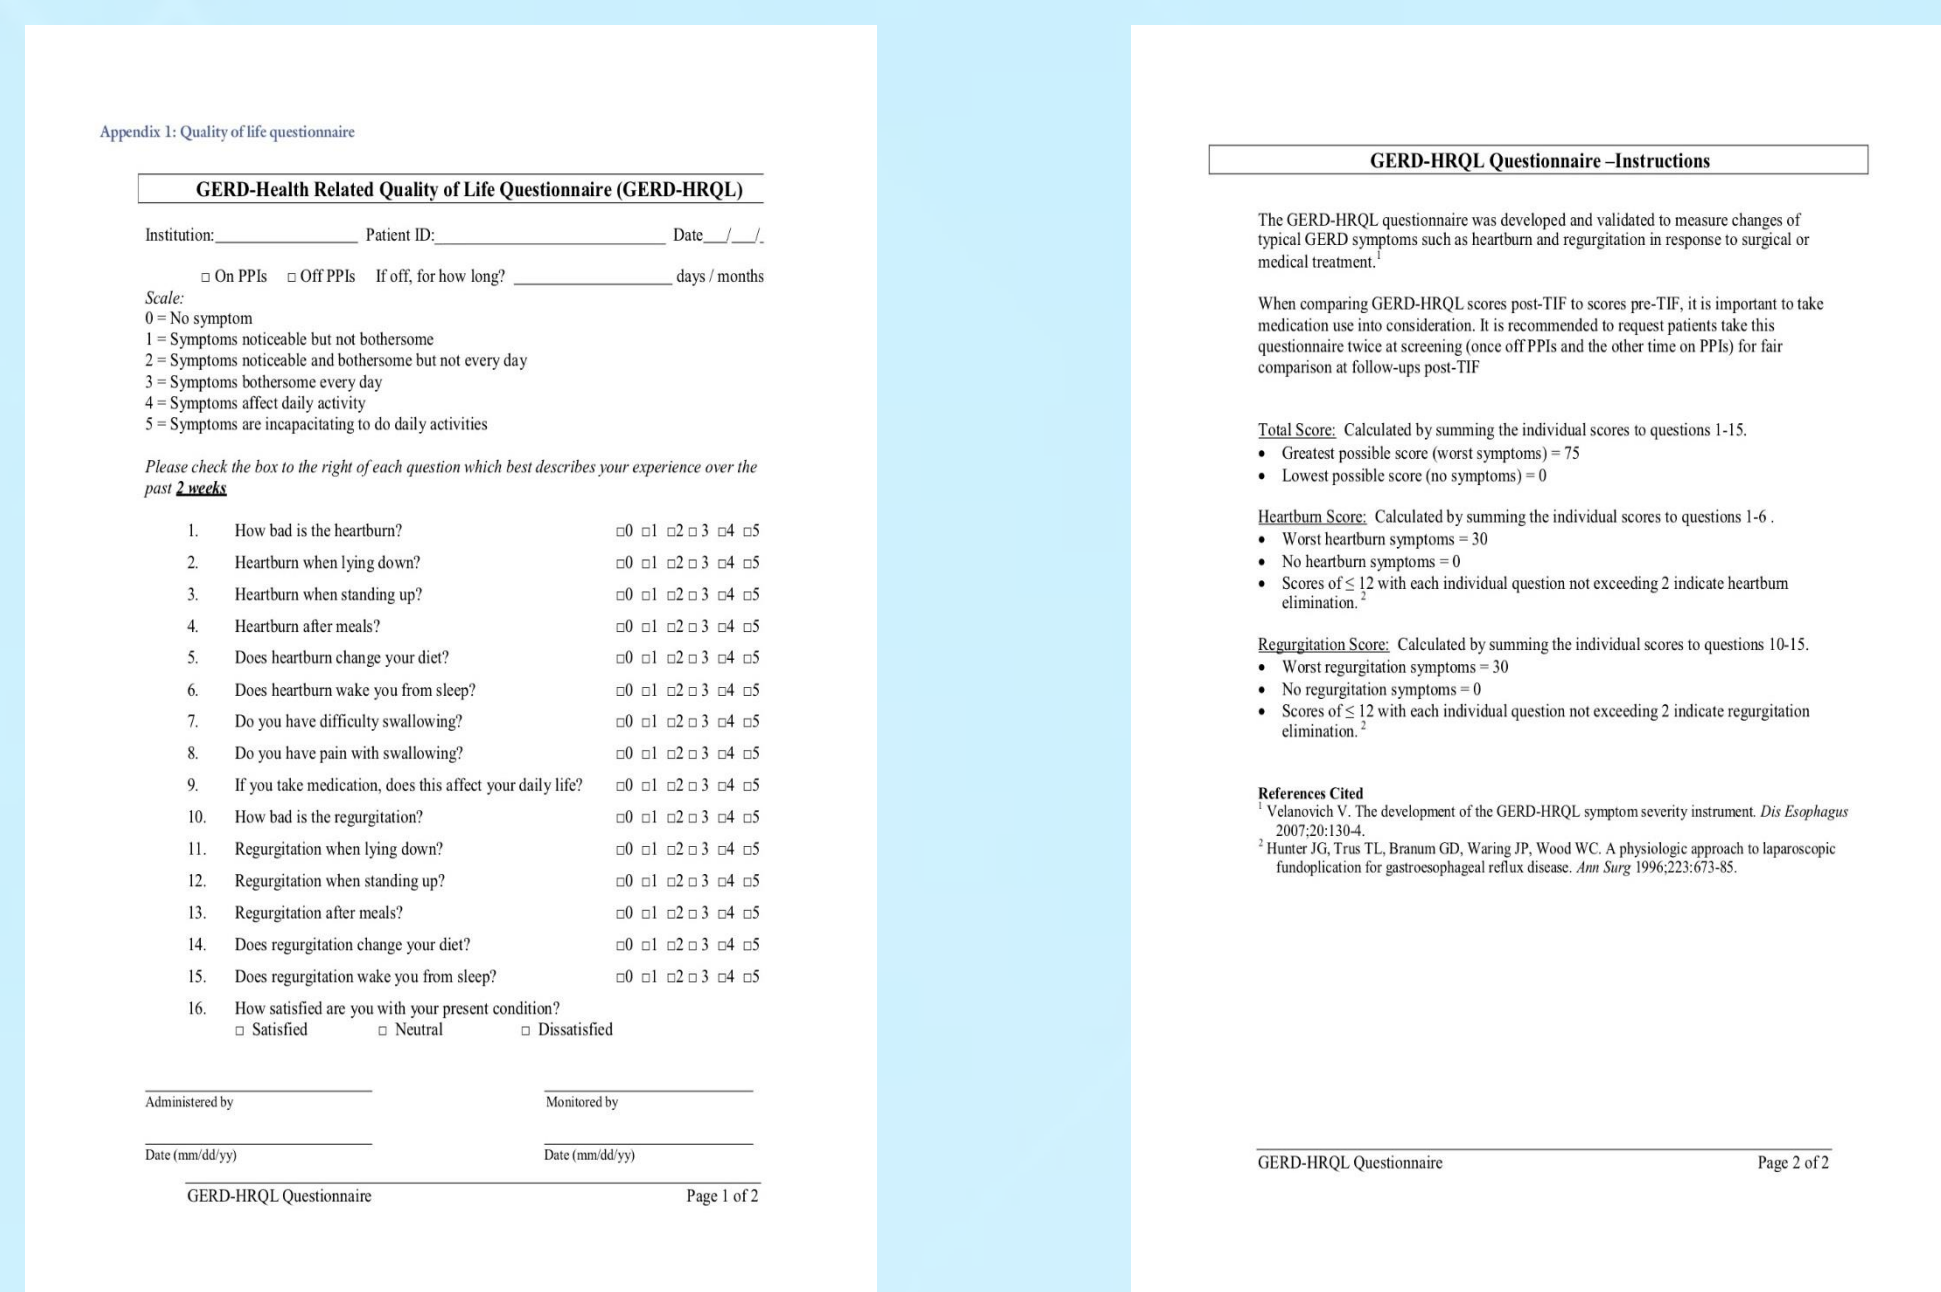 Appendix 1: Quality of life questionnaire
GERD-Health Related Quality of Life Questionnaire (GERD-HRQL)
Institution:_______________ Patient ID:_________________________ Date___/___/_
□ On PPIs □ Off PPIs If off, for how long? _________________ days / months
Scale:
0 = No symptom
1 = Symptoms noticeable but not bothersome
2 = Symptoms noticeable and bothersome but not every day
3 = Symptoms bothersome every day
4 = Symptoms affect daily activity
5 = Symptoms are incapacitating to do daily activities
Please check the box to the right of each question which best describes your experience over the
past 2 weeks
1. How bad is the heartburn? □0 □1 □2 □ 3 □4 □5
2. Heartburn when lying down? □0 □1 □2 □ 3 □4 □5
3. Heartburn when standing up? □0 □1 □2 □ 3 □4 □5
4. Heartburn after meals? □0 □1 □2 □ 3 □4 □5
5. Does heartburn change your diet? □0 □1 □2 □ 3 □4 □5
6. Does heartburn wake you from sleep? □0 □1 □2 □ 3 □4 □5
7. Do you have difficulty swallowing? □0 □1 □2 □ 3 □4 □5
8. Do you have pain with swallowing? □0 □1 □2 □ 3 □4 □5
9. If you take medication, does this affect your daily life? □0 □1 □2 □ 3 □4 □5
10. How bad is the regurgitation? □0 □1 □2 □ 3 □4 □5
11. Regurgitation when lying down? □0 □1 □2 □ 3 □4 □5
12. Regurgitation when standing up? □0 □1 □2 □ 3 □4 □5
13. Regurgitation after meals? □0 □1 □2 □ 3 □4 □5
14. Does regurgitation change your diet? □0 □1 □2 □ 3 □4 □5
15. Does regurgitation wake you from sleep? □0 □1 □2 □ 3 □4 □5
16. How satisfied are you with your present condition?
□ Satisfied □ Neutral □ Dissatisfied
Administered by Monitored by
Date (mm/dd/yy) Date (mm/dd/yy)
GERD-HRQL Questionnaire Page 1 of 2
GERD-HRQL Questionnaire –Instructions
The GERD-HRQL questionnaire was developed and validated to measure changes of
typical GERD symptoms such as heartburn and regurgitation in response to surgical or
medical treatment.1
When comparing GERD-HRQL scores post-TIF to scores pre-TIF, it is important to take
medication use into consideration. It is recommended to request patients take this
questionnaire twice at screening (once off PPIs and the other time on PPIs) for fair
comparison at follow-ups post-TIF
Total Score: Calculated by summing the individual scores to questions 1-15.
• Greatest possible score (worst symptoms) = 75
• Lowest possible score (no symptoms) = 0
Heartburn Score: Calculated by summing the individual scores to questions 1-6 .
• Worst heartburn symptoms = 30
• No heartburn symptoms = 0
• Scores of ≤ 12 with each individual question not exceeding 2 indicate heartburn
elimination. 2
Regurgitation Score: Calculated by summing the individual scores to questions 10-15.
• Worst regurgitation symptoms = 30
• No regurgitation symptoms = 0
• Scores of ≤ 12 with each individual question not exceeding 2 indicate regurgitation
elimination. 2
References Cited
1 Velanovich V. The development of the GERD-HRQL symptom severity instrument. Dis Esophagus
2007;20:130-4.
2 Hunter JG, Trus TL, Branum GD, Waring JP, Wood WC. A physiologic approach to laparoscopic
fundoplication for gastroesophageal reflux disease. Ann Surg 1996;223:673-85.
GERD-HRQL Questionnaire Page 2 of 2